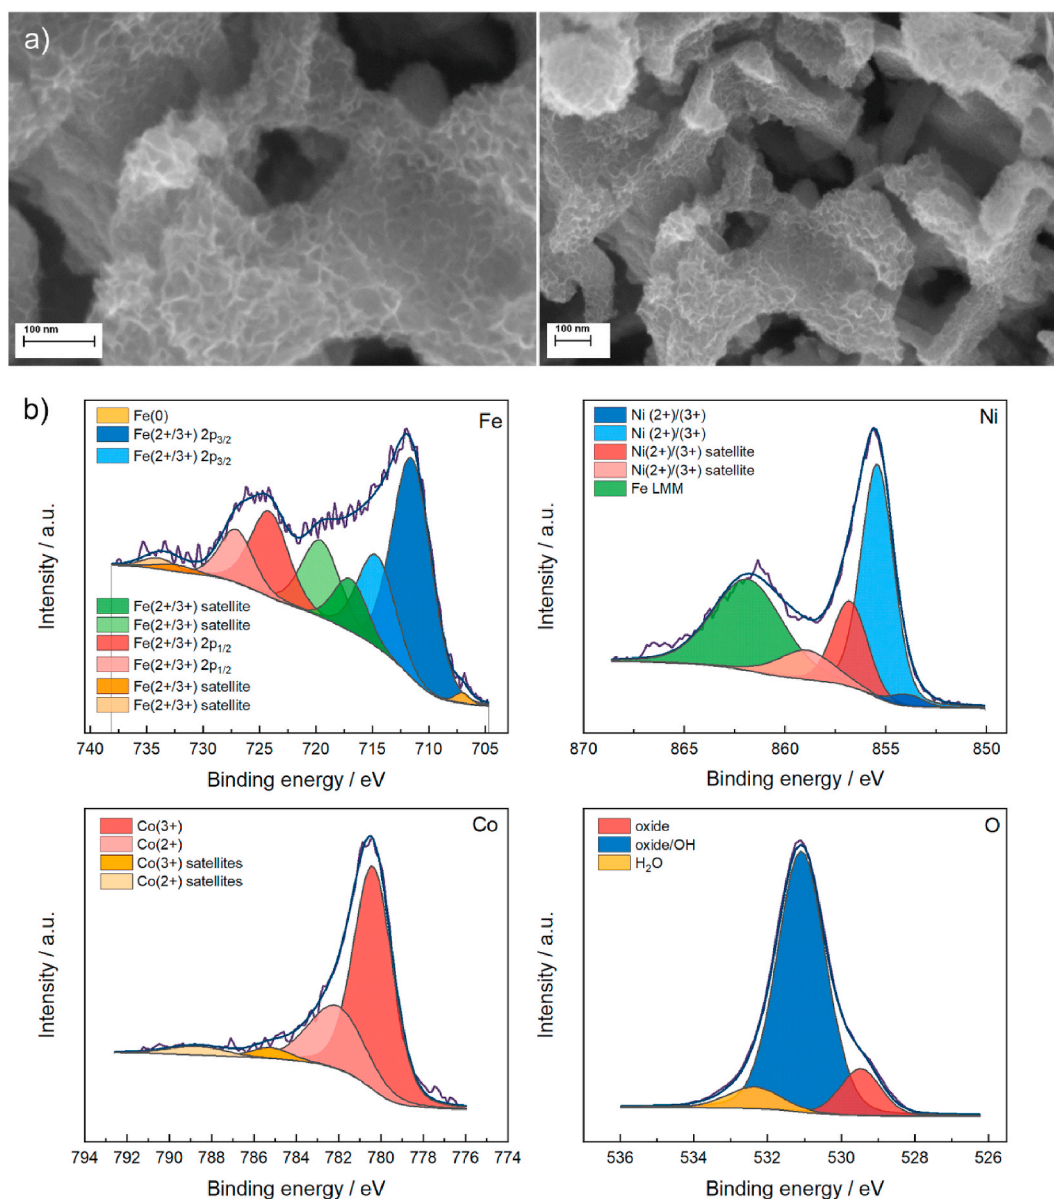 a)
100 nm
100 nm
b)
Fe
Fe(0)
Fe(2+/3+) 2p3/2
Fe(2+/3+) 2p3/2
Fe(2+/3+) satellite
Fe(2+/3+) satellite
Fe(2+/3+) 2p1/2
Fe(2+/3+) 2p1/2
Fe(2+/3+) satellite
Fe(2+/3+) satellite
Intensity / a.u.
740 735 730 725 720 715 710 705
Binding energy / eV
Ni
Ni (2+)/(3+)
Ni (2+)/(3+)
Ni(2+)/(3+) satellite
Ni(2+)/(3+) satellite
Fe LMM
Intensity / a.u.
870 865 860 855 850
Binding energy / eV
Co
Co(3+)
Co(2+)
Co(3+) satellites
Co(2+) satellites
Intensity / a.u.
794 792 790 788 786 784 782 780 778 776 774
Binding energy / eV
O
oxide
oxide/OH
H2O
Intensity / a.u.
536 534 532 530 528 526
Binding energy / eV